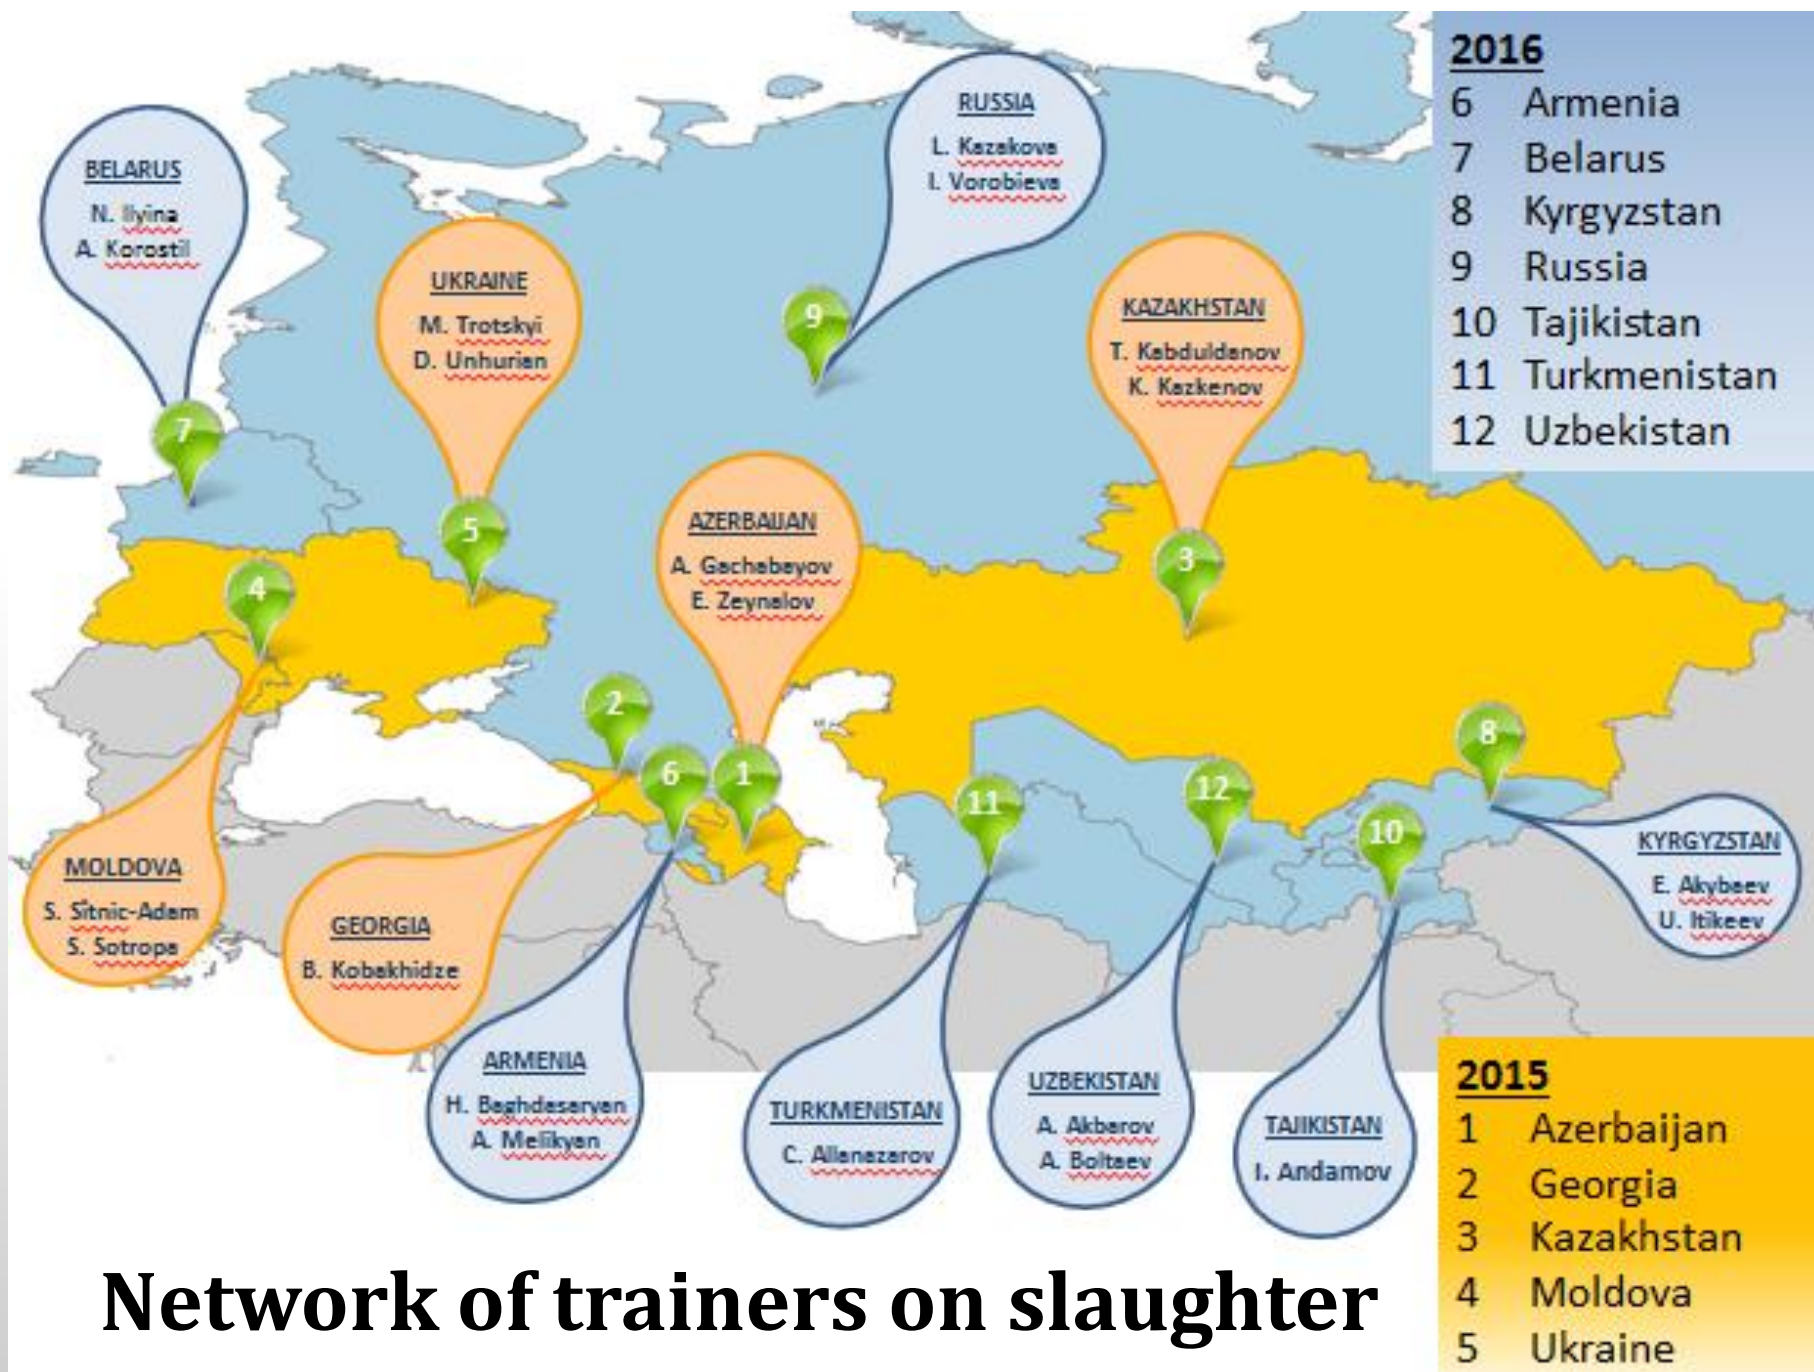 2016
6 Armenia
7 Belarus
8 Kyrgyzstan
9 Russia
10 Tajikistan
11 Turkmenistan
12 Uzbekistan
RUSSIA
L. Kazakova
I. Vorobieva
BELARUS
N. Ilyina
A. Korostil
UKRAINE
M. Trotskyi
D. Unhurian
KAZAKHSTAN
T. Kabduldanov
K. Kazkenov
AZERBAIJAN
A. Gachabayov
E. Zeynalov
9
7
5
3
4
2
6
1
11
12
8
10
MOLDOVA
S. Sîtnic-Adam
S. Sotropa
GEORGIA
B. Kobakhidze
ARMENIA
H. Baghdasaryan
A. Melikyan
TURKMENISTAN
C. Allanazarov
UZBEKISTAN
A. Akbarov
A. Boltaev
TAJIKISTAN
I. Andamov
KYRGYZSTAN
E. Akybaev
U. Itikeev
2015
1 Azerbaijan
2 Georgia
3 Kazakhstan
4 Moldova
5 Ukraine
Network of trainers on slaughter